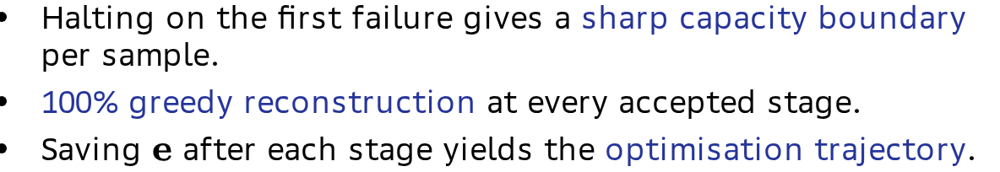 • Halting on the first failure gives a sharp capacity boundary
per sample.
• 100% greedy reconstruction at every accepted stage.
• Saving e after each stage yields the optimisation trajectory.